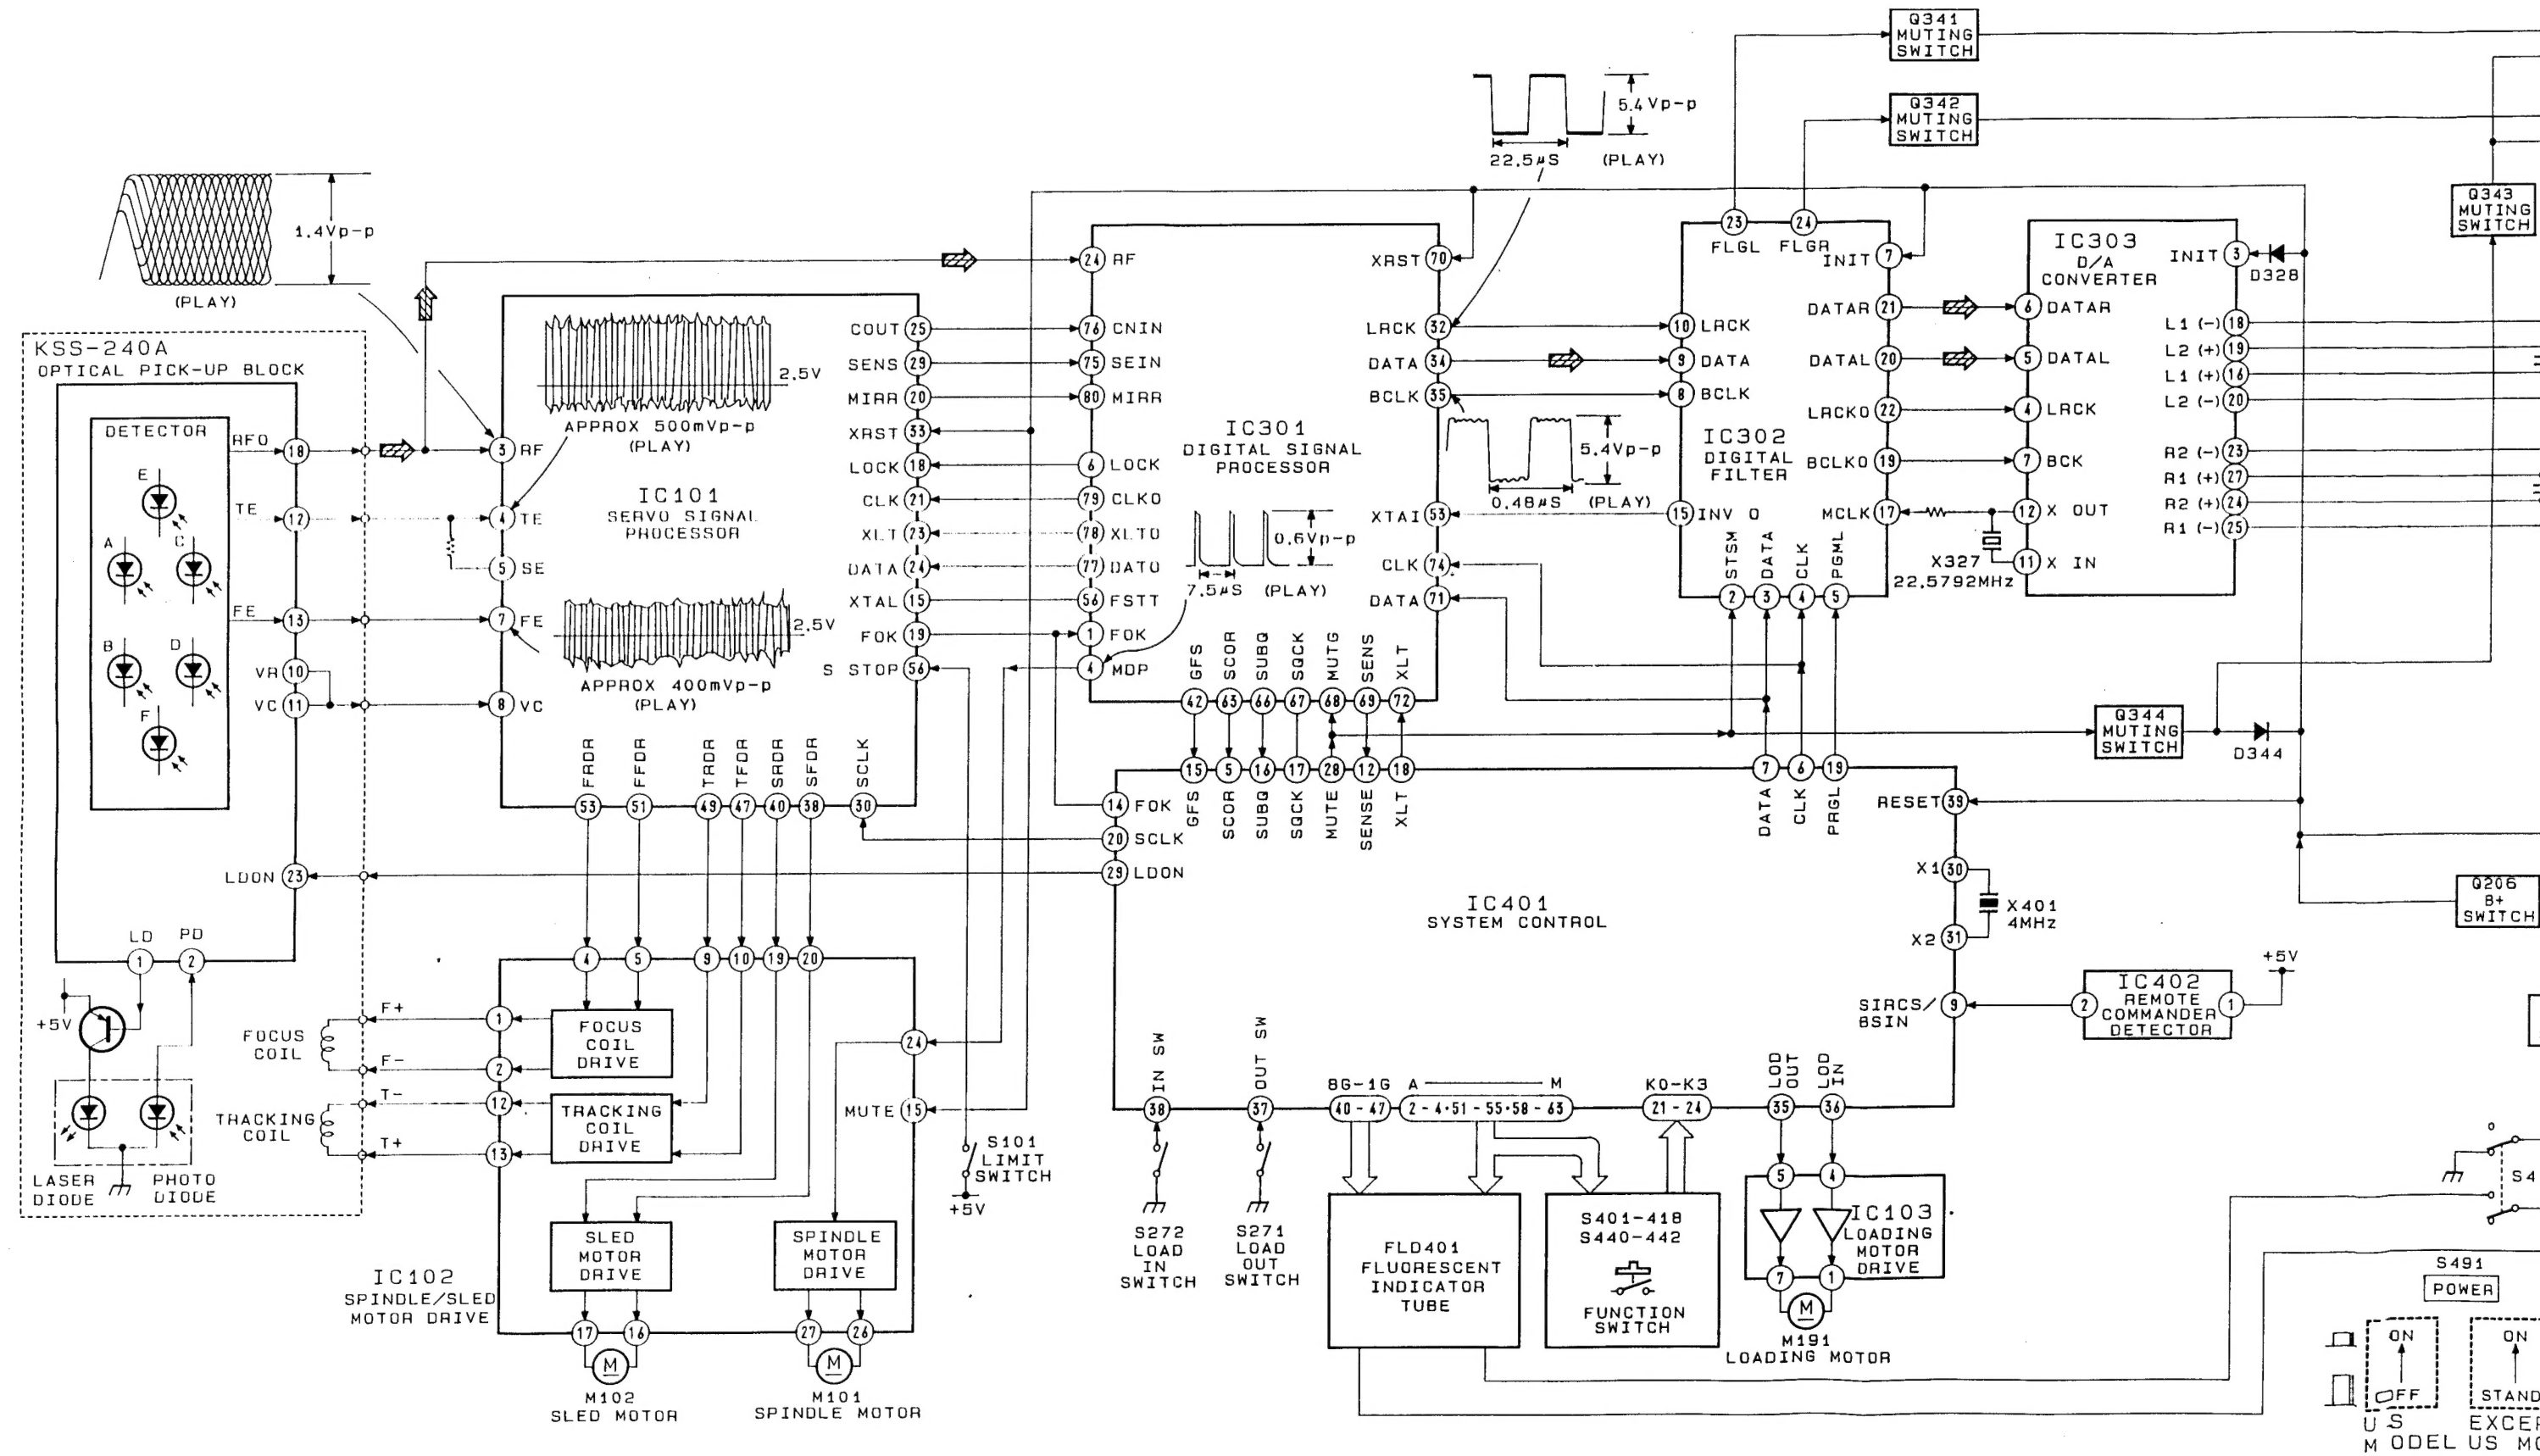 Q341
MUTING
SWITCH
Q342
MUTING
SWITCH
Q343
MUTING
SWITCH
5.4Vp-p
22.5µS (PLAY)
1.4Vp-p
(PLAY)
KSS-240A
OPTICAL PICK-UP BLOCK
DETECTOR
E
A
C
B
D
F
RFO
18
TE
12
FE
13
VR
10
VC
11
LDON
23
LD
PD
1
2
+5V
LASER
DIODE
PHOTO
DIODE
FOCUS
COIL
TRACKING
COIL
F+
F-
T-
T+
APPROX 500mVp-p
(PLAY)
2.5V
IC101
SERVO SIGNAL
PROCESSOR
2.5V
APPROX 400mVp-p
(PLAY)
3 RF
4 TE
5 SE
7 FE
8 VC
COUT 25
SENS 29
MIRR 20
XRST 33
LOCK 18
CLK 21
XLT 23
DATA 24
XTAL 15
FOK 19
S STOP 56
FRDR
FFDR
TRDR
TFDR
SRDR
SFDR
SCLK
53
51
49
47
40
38
30
4
5
9
10
19
20
FOCUS
COIL
DRIVE
TRACKING
COIL
DRIVE
SLED
MOTOR
DRIVE
SPINDLE
MOTOR
DRIVE
1
2
12
13
24
MUTE 15
IC102
SPINDLE/SLED
MOTOR DRIVE
17
16
27
26
M
M
M102
SLED MOTOR
M101
SPINDLE MOTOR
S101
LIMIT
SWITCH
+5V
24 RF
76 CNIN
75 SEIN
80 MIRR
6 LOCK
79 CLKO
78 XLTO
77 DATO
56 FSTT
1 FOK
4 MDP
IC301
DIGITAL SIGNAL
PROCESSOR
0.6Vp-p
7.5µS (PLAY)
XRST 70
LRCK 32
DATA 34
BCLK 35
XTAI 53
CLK 74
DATA 71
5.4Vp-p
0.48µS (PLAY)
GFS
SCOR
SUBQ
SQCK
MUTG
SENS
XLT
42
63
66
67
68
69
72
15
5
16
17
28
12
18
GFS
SCOR
SUBQ
SQCK
MUTE
SENSE
XLT
23
24
FLGL
FLGR
INIT 7
10 LRCK
9 DATA
8 BCLK
IC302
DIGITAL
FILTER
15 INV O
DATAR 21
DATAL 20
LRCKO 22
BCLKO 19
MCLK 17
STSM
DATA
CLK
PGML
2
3
4
5
X327
22.5792MHz
IC303
D/A
CONVERTER
INIT 3
D328
6 DATAR
5 DATAL
4 LRCK
7 BCK
12 X OUT
11 X IN
L1 (-) 18
L2 (+) 19
L1 (+) 16
L2 (-) 20
R2 (-) 23
R1 (+) 27
R2 (+) 24
R1 (-) 25
Q344
MUTING
SWITCH
D344
7
6
19
DATA
CLK
PRGL
14 FOK
20 SCLK
29 LDON
IC401
SYSTEM CONTROL
RESET 39
X1 30
X2 31
X401
4MHz
SIRCS/
BSIN
9
IC402
REMOTE
COMMANDER
DETECTOR
2
1
+5V
Q206
B+
SWITCH
IN SW
OUT SW
8G-1G
A
M
K0-K3
LOD
OUT
LOD
IN
38
37
40 - 47
2 - 4·51 - 55·58 - 63
21 - 24
35
36
S272
LOAD
IN
SWITCH
S271
LOAD
OUT
SWITCH
FLD401
FLUORESCENT
INDICATOR
TUBE
S401-418
S440-442
FUNCTION
SWITCH
5
4
IC103
LOADING
MOTOR
DRIVE
7
1
M
M191
LOADING MOTOR
S4
S491
POWER
ON
OFF
ON
STAND
US
MODEL
EXCEP
US MO